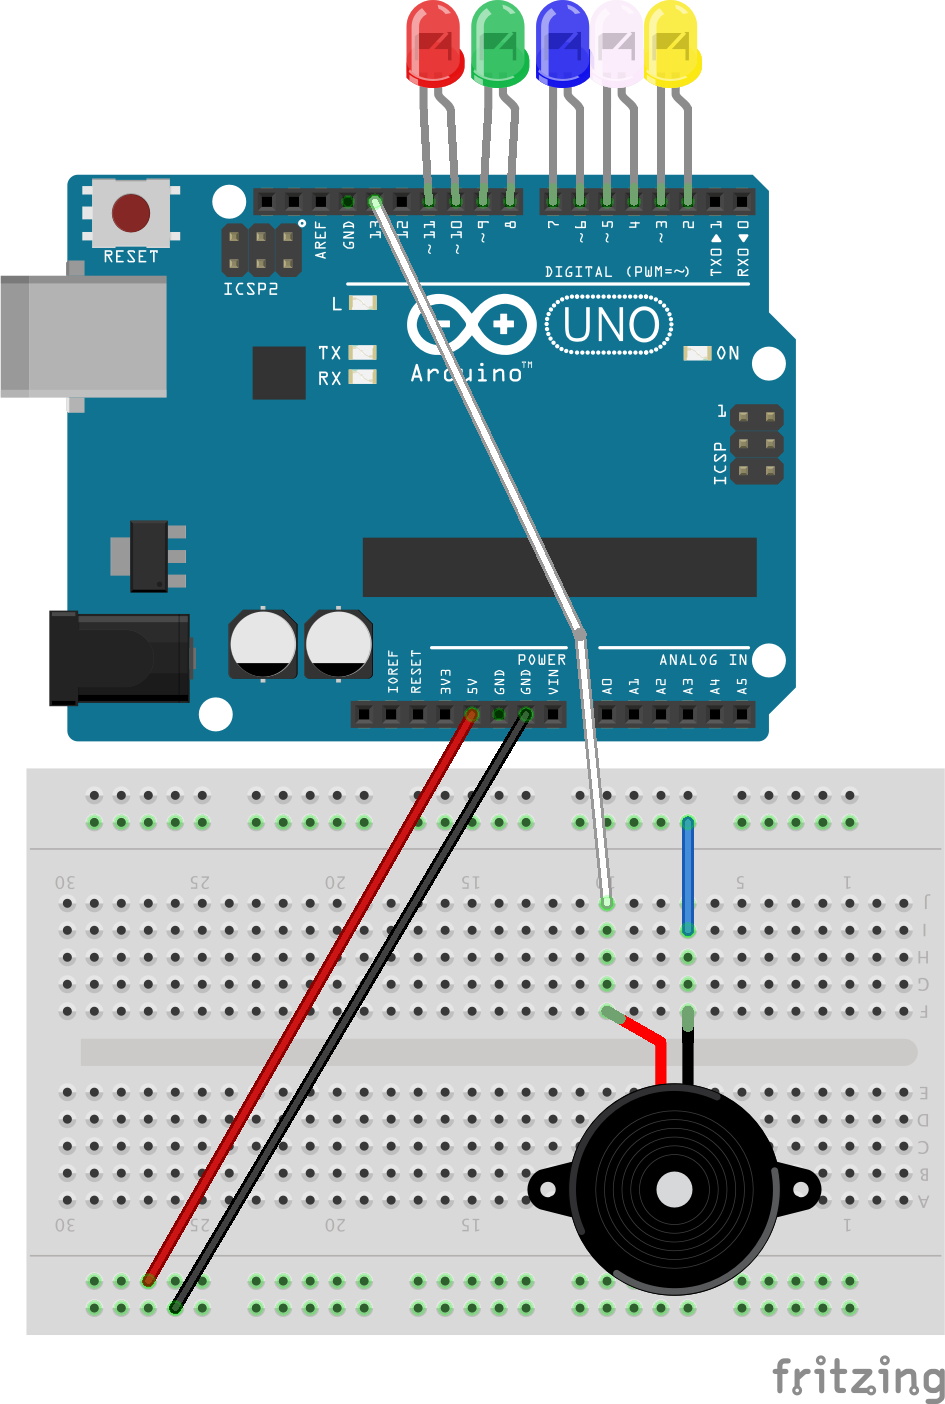 RESET
ICSP2
AREF
GND
13
12
~11
~10
~9
8
7
~6
~5
4
~3
2
TX0▶1
RX0◀0
DIGITAL (PWM=~)
L
TX
RX
UNO
Arduino™
ON
1
ICSP
POWER
ANALOG IN
IOREF
RESET
3V3
5V
GND
GND
VIN
A0
A1
A2
A3
A4
A5
30
25
20
15
5
1
J
I
H
G
F
E
D
C
B
A
30
25
20
15
1
fritzing